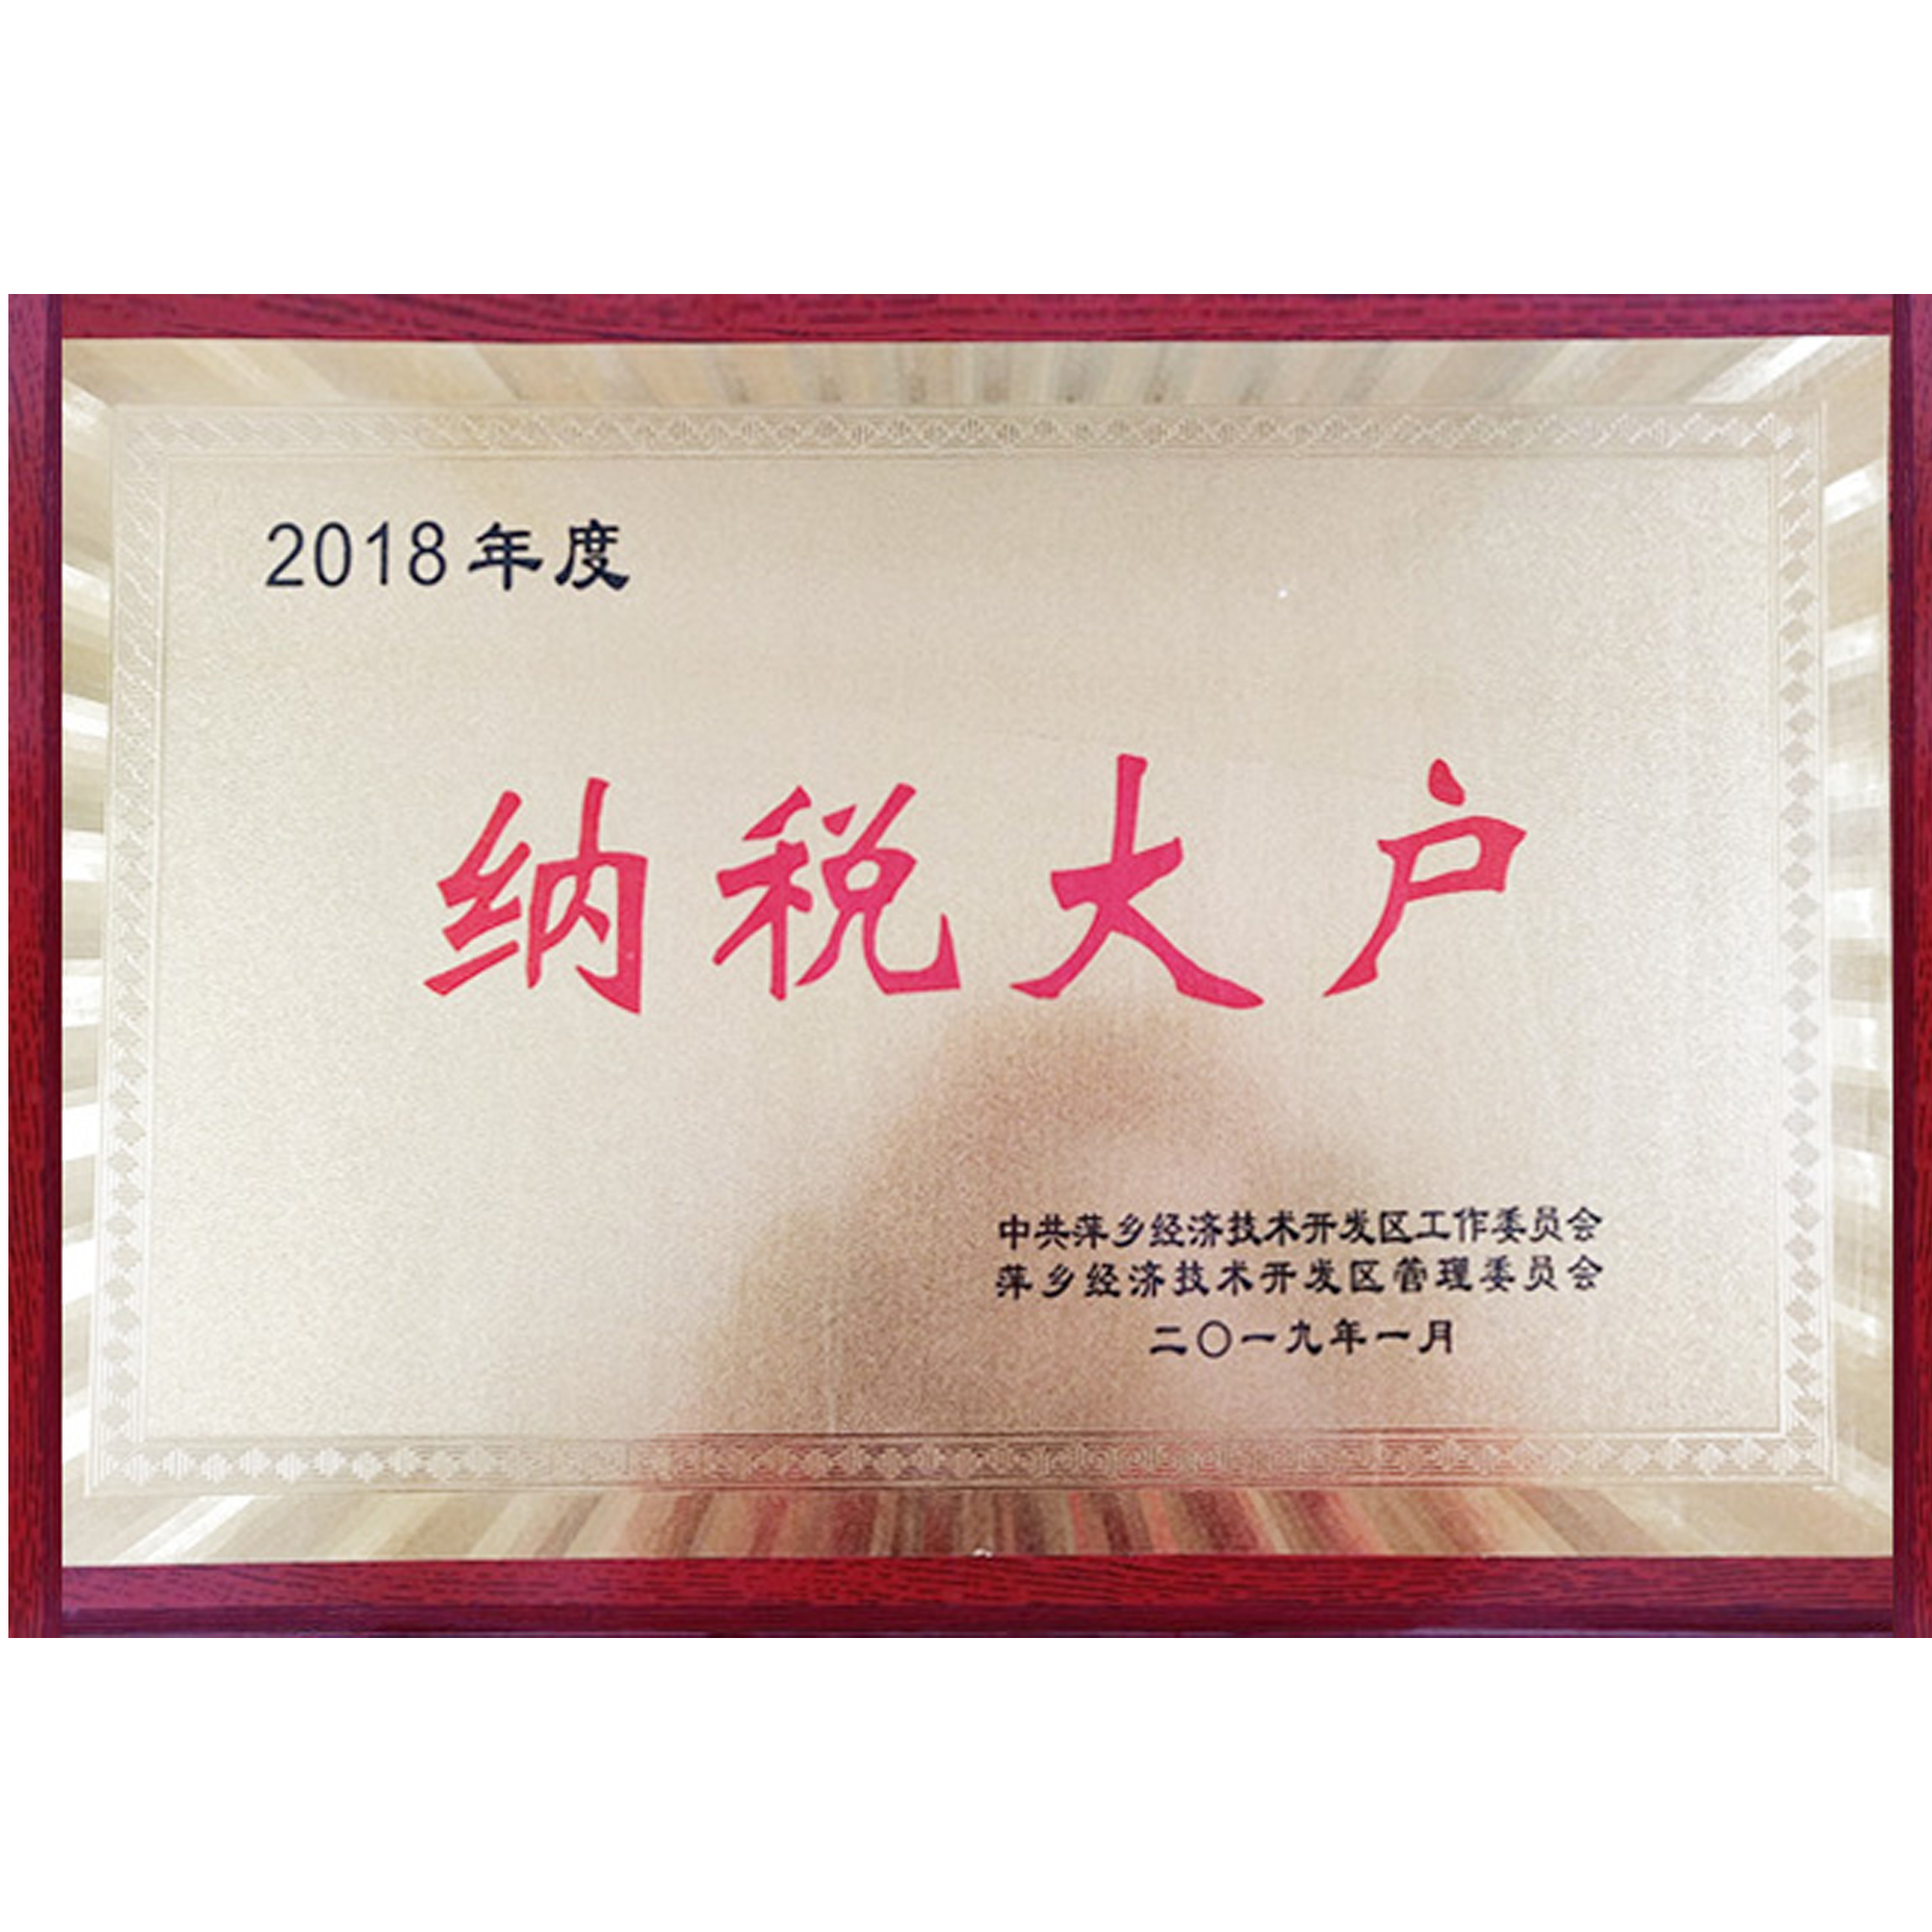 2018年度
纳税大户
中共萍乡经济技术开发区工作委员会
萍乡经济技术开发区管理委员会
二〇一九年一月